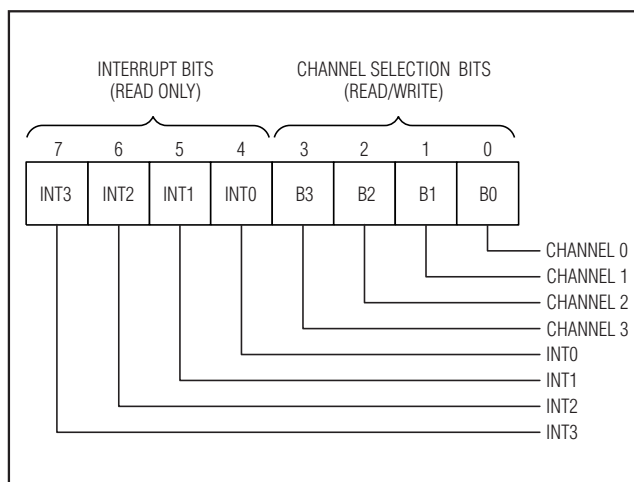 INTERRUPT BITS
(READ ONLY)
CHANNEL SELECTION BITS
(READ/WRITE)
7 6 5 4 3 2 1 0
INT3 INT2 INT1 INT0 B3 B2 B1 B0
CHANNEL 0
CHANNEL 1
CHANNEL 2
CHANNEL 3
INT0
INT1
INT2
INT3